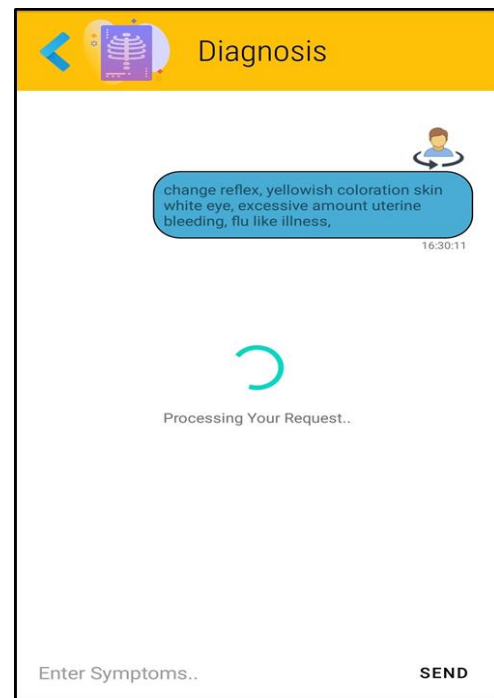 Diagnosis
change reflex, yellowish coloration skin
white eye, excessive amount uterine
bleeding, flu like illness,
16:30:11
Processing Your Request..
Enter Symptoms..
SEND